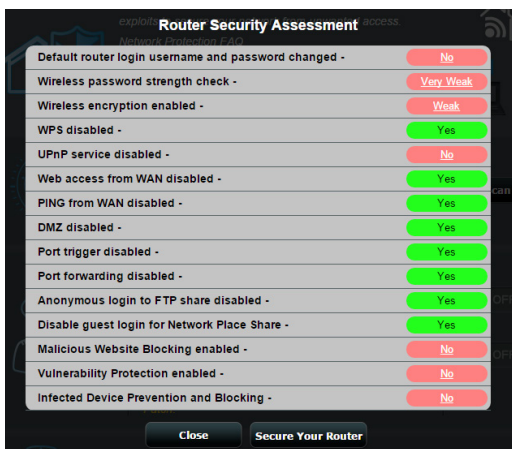 exploits to
access.
Router Security Assessment
Network Protection FAQ
Default router login username and password changed - No
Wireless password strength check - Very Weak
Wireless encryption enabled - Weak
WPS disabled - Yes
UPnP service disabled - No
Web access from WAN disabled - Yes
PING from WAN disabled - Yes
DMZ disabled - Yes
Port trigger disabled - Yes
Port forwarding disabled - Yes
Anonymous login to FTP share disabled - Yes
Disable guest login for Network Place Share - Yes
Malicious Website Blocking enabled - No
Vulnerability Protection enabled - No
Infected Device Prevention and Blocking - No
can
OFF
OFF
Close
Secure Your Router